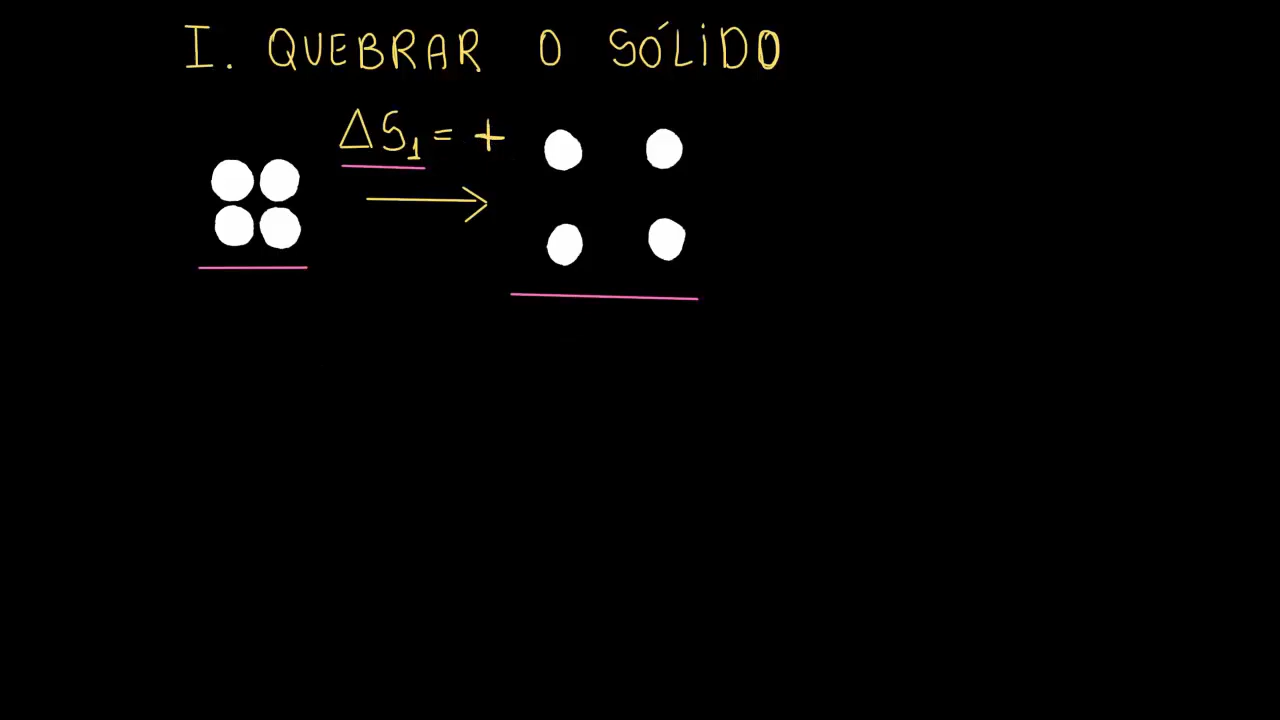 I. QUEBRAR O SÓLIDO
ΔS₁ = +